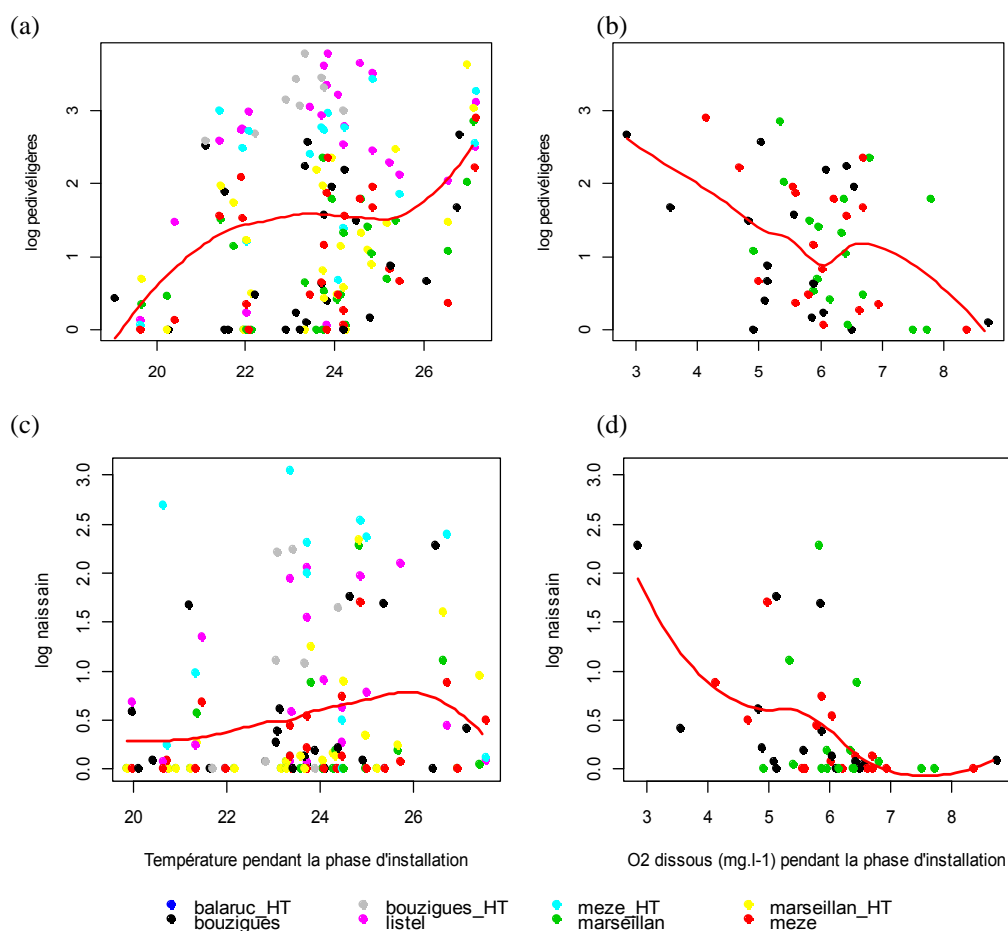 (a)
(b)
log pedivéligères
0 1 2 3
20 22 24 26
log pedivéligères
0 1 2 3
3 4 5 6 7 8
(c)
(d)
log naissain
0.0 0.5 1.0 1.5 2.0 2.5 3.0
20 22 24 26
Température pendant la phase d'installation
log naissain
0.0 0.5 1.0 1.5 2.0 2.5 3.0
3 4 5 6 7 8
O2 dissous (mg.l-1) pendant la phase d'installation
balaruc_HT bouzigues_HT meze_HT marseillan_HT
bouzigues listel marseillan meze